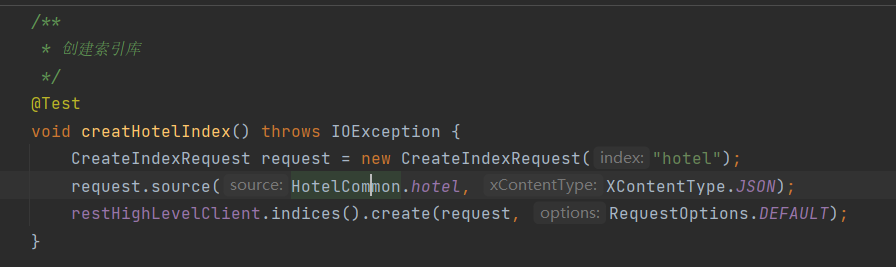 /**
 * 创建索引库
 */
@Test
void creatHotelIndex() throws IOException {
    CreateIndexRequest request = new CreateIndexRequest( index: "hotel");
    request.source( source: HotelCommon.hotel, xContentType: XContentType.JSON);
    restHighLevelClient.indices().create(request, options: RequestOptions.DEFAULT);
}